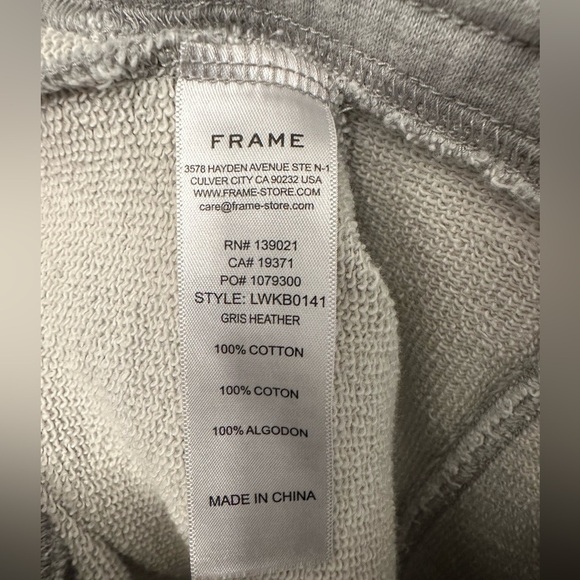 FRAME
3578 HAYDEN AVENUE STE N-1
CULVER CITY CA 90232 USA
WWW.FRAME-STORE.COM
care@frame-store.com
RN# 139021
CA# 19371
PO# 1079300
STYLE: LWKB0141
GRIS HEATHER
100% COTTON
100% COTON
100% ALGODON
MADE IN CHINA